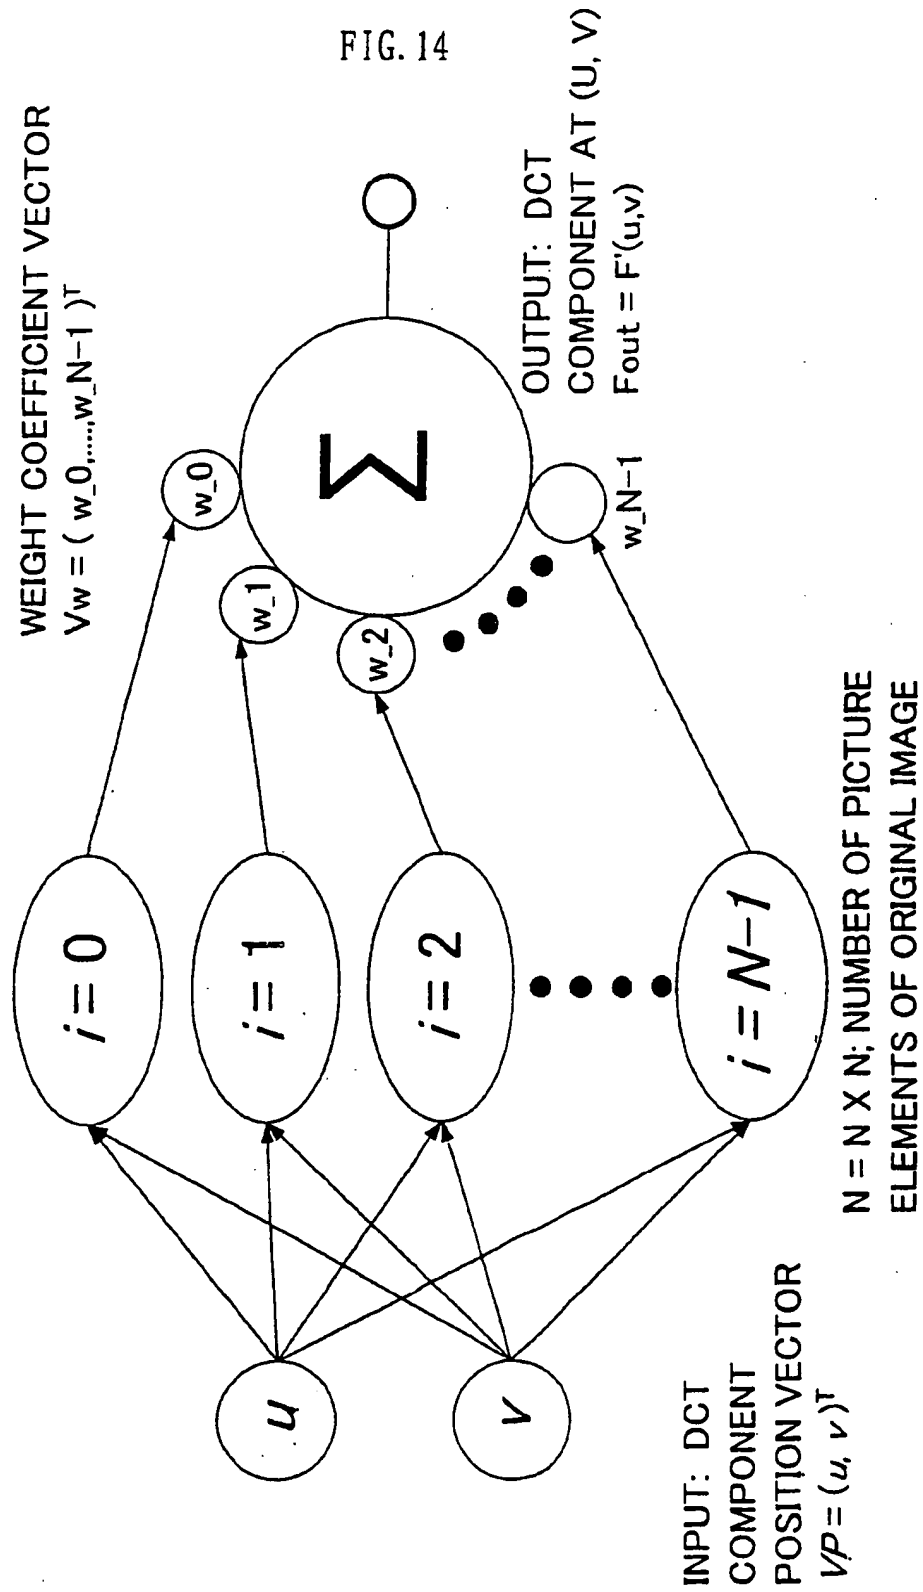 FIG. 14
WEIGHT COEFFICIENT VECTOR
Vw = ( w_0,....,w_N-1 )T
w_0
w_1
w_2
w_N-1
Σ
OUTPUT: DCT
COMPONENT AT (U, V)
Fout = F'(u,v)
i = 0
i = 1
i = 2
i = N-1
N = N X N; NUMBER OF PICTURE
ELEMENTS OF ORIGINAL IMAGE
u
v
INPUT: DCT
COMPONENT
POSITION VECTOR
VP = (u, v)T